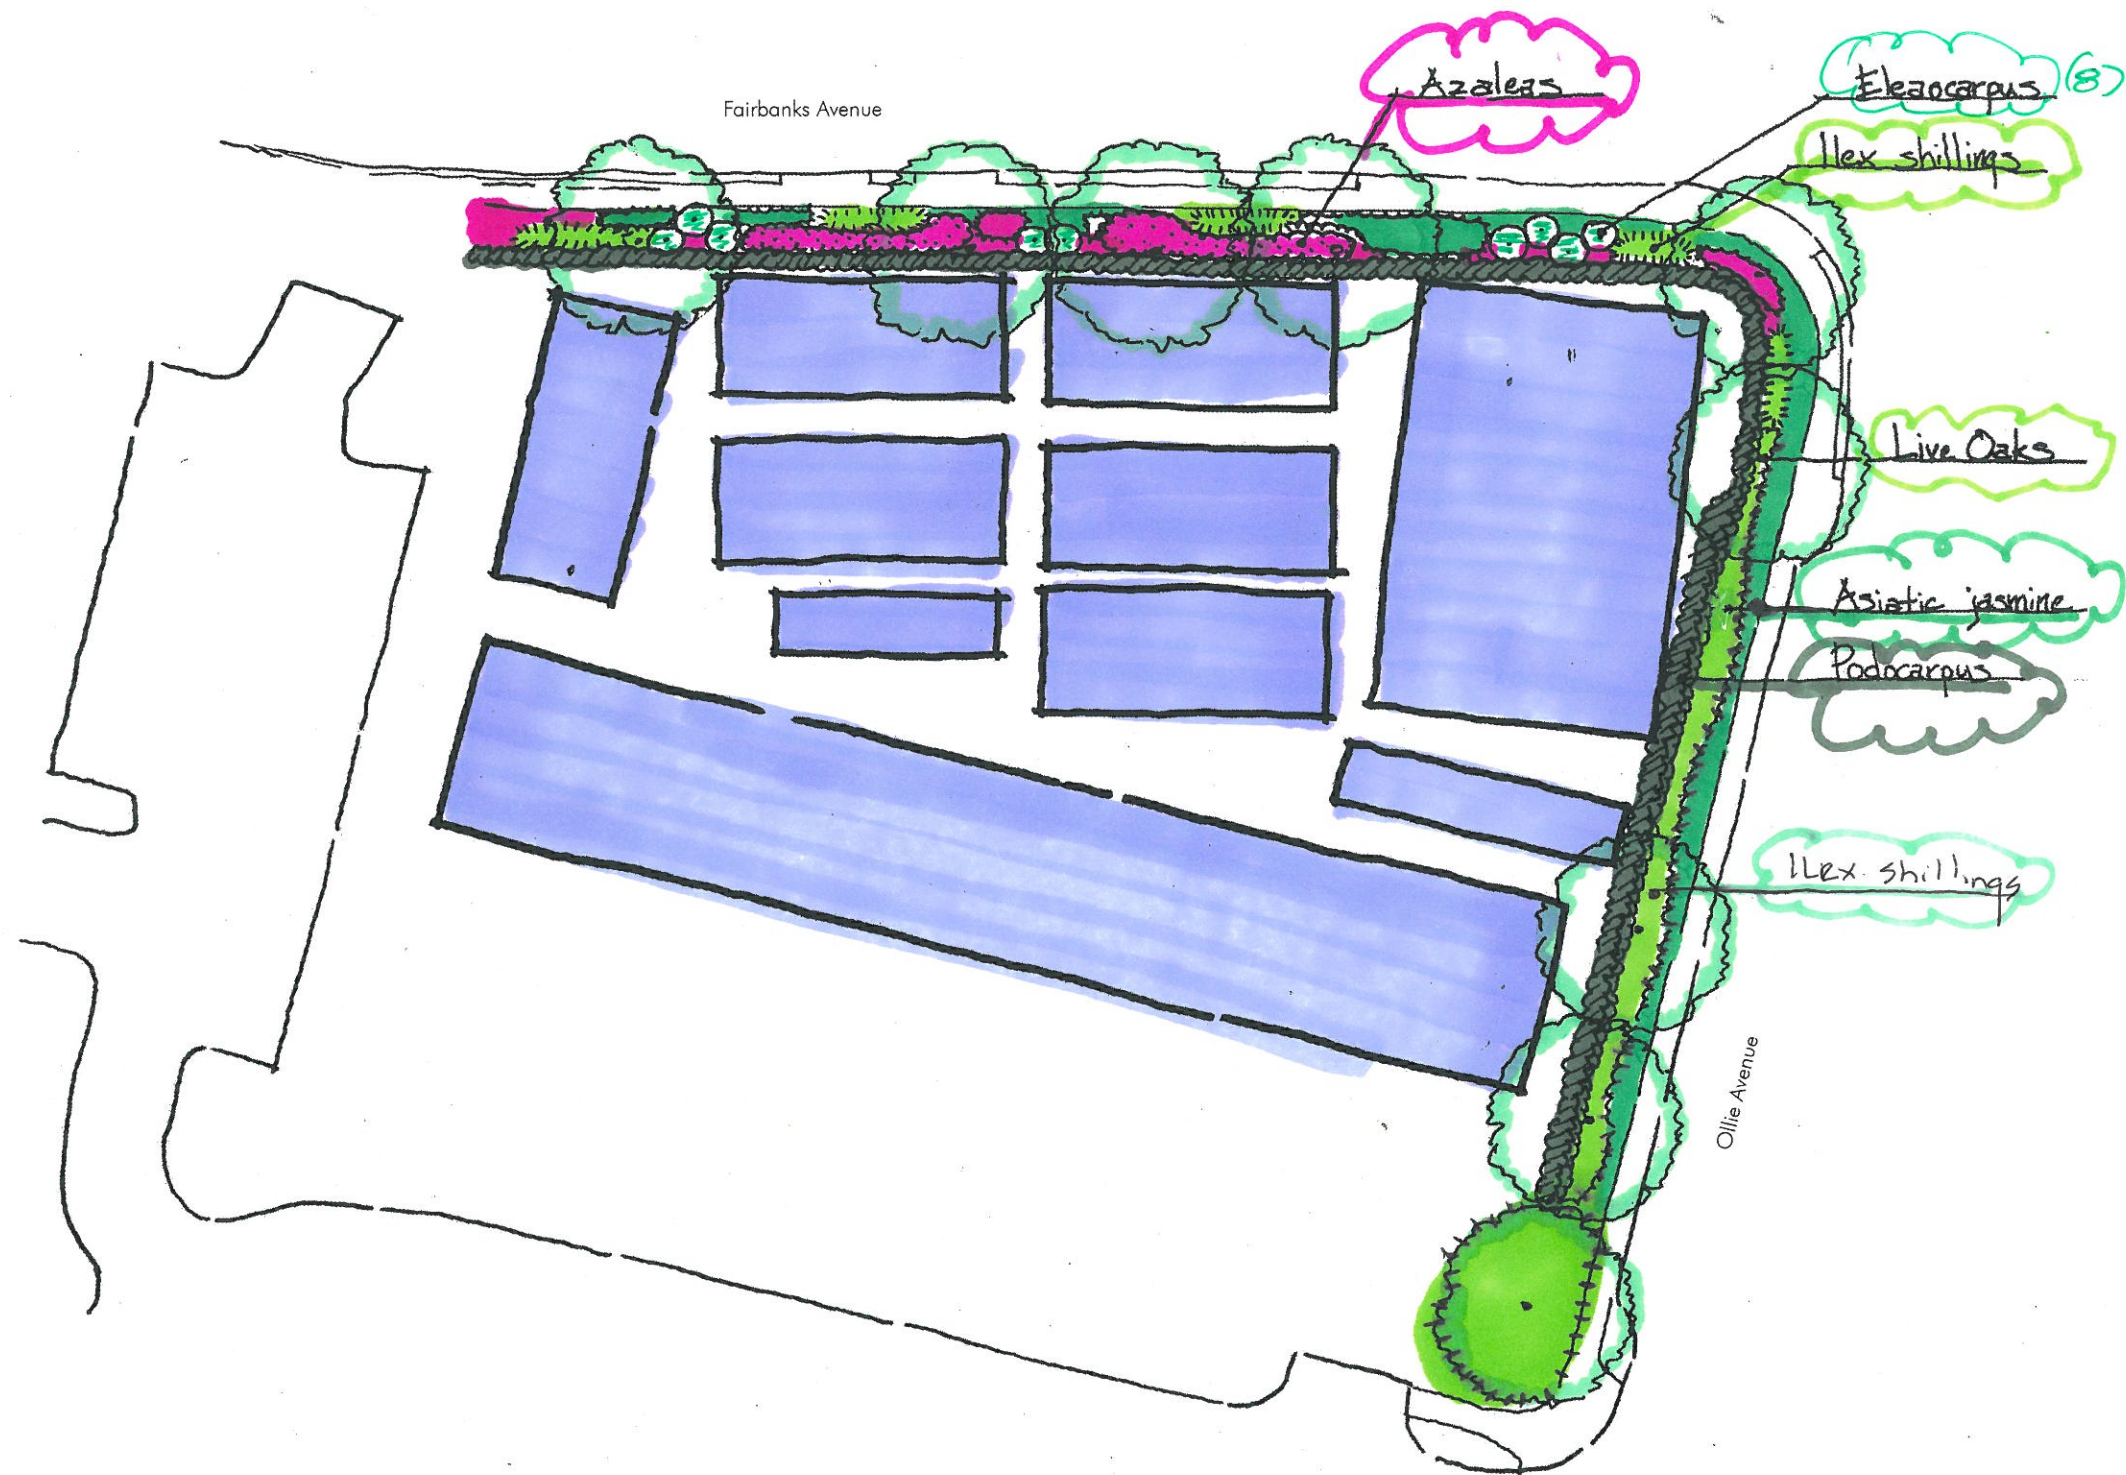 Fairbanks Avenue
Azaleas
Eleaocarpus (8)
Ilex shillings
Live Oaks
Asiatic jasmine
Podocarpus
ILex shillings
Ollie Avenue